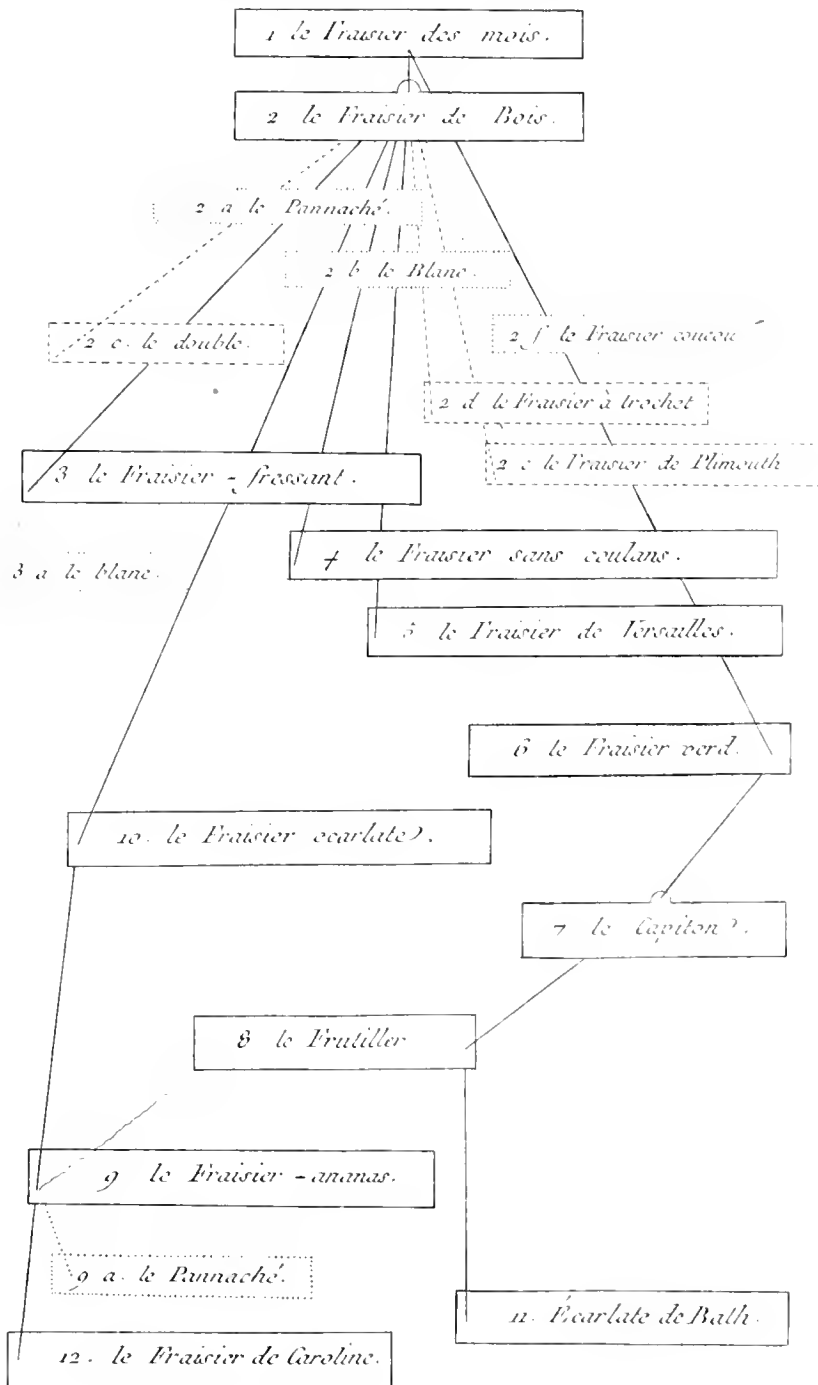 1 le Fraisier des mois.
2 le Fraisier de Bois.
2 a le Pannaché.
2 b le Blanc.
2 c. le double.
2 f le Fraisier coucou
2 d le Fraisier à trochet
2 e le Fraisier de Plimouth
3 le Fraisier-fressant.
4 le Fraisier sans coulans.
3 a le blanc.
5 le Fraisier de Versailles.
6 le Fraisier verd.
10. le Fraisier ecarlate.
7 le Capiton.
8 le Frutiller
9 le Fraisier-ananas.
9 a. le Pannaché.
11. Écarlate de Bath.
12. le Fraisier de Caroline.